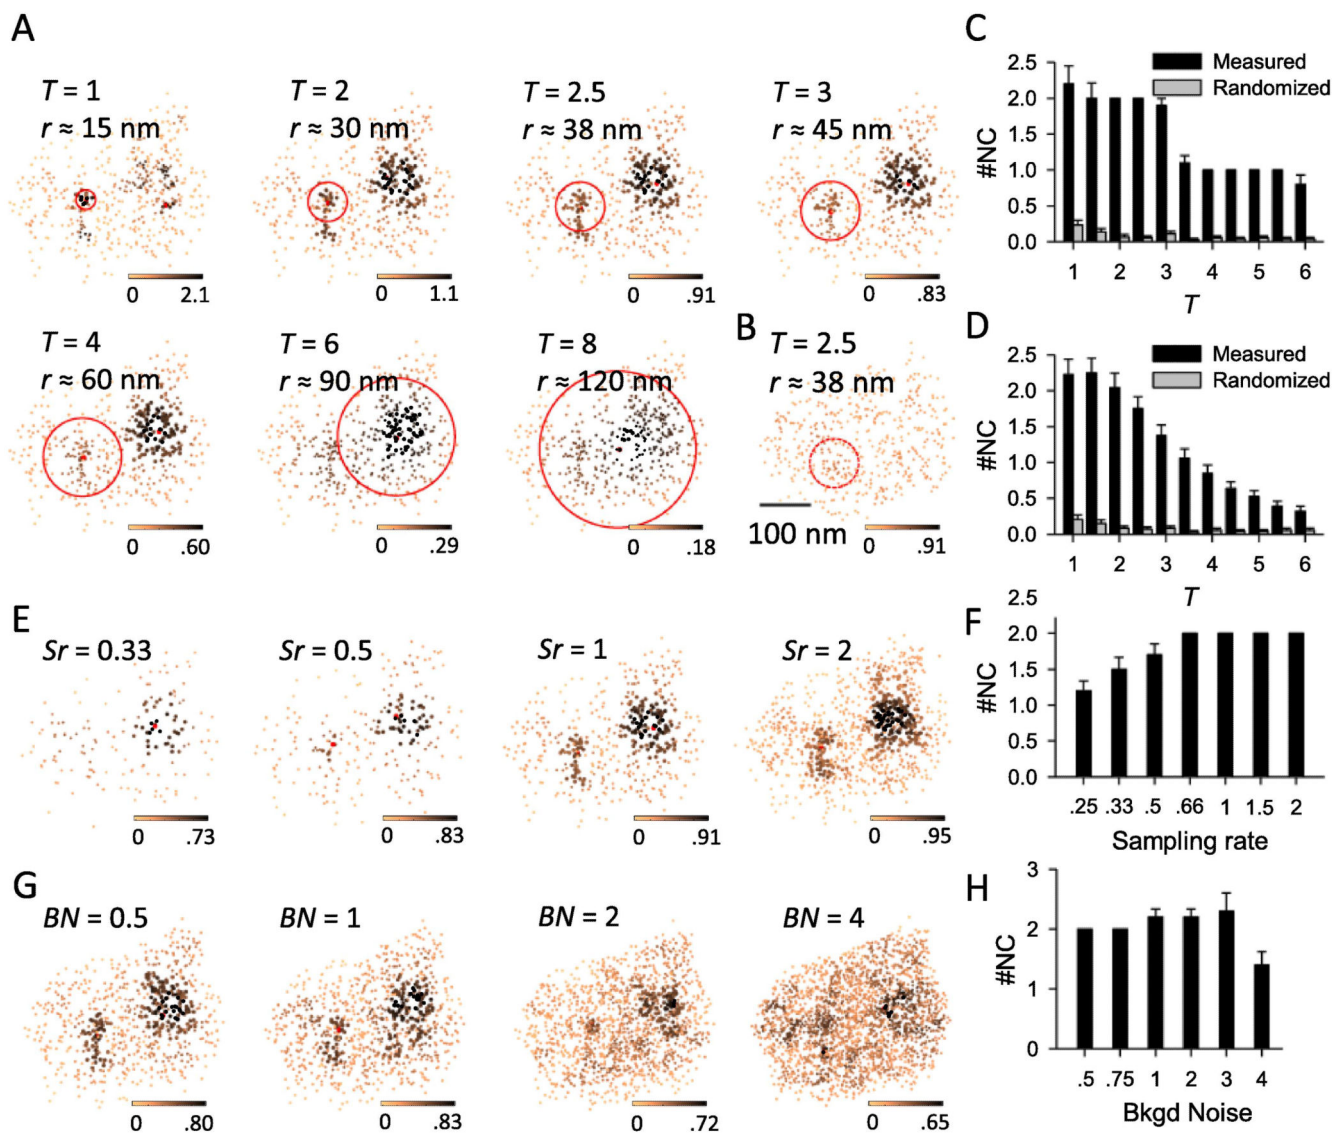 A
T = 1
r ≈ 15 nm
0 2.1
T = 2
r ≈ 30 nm
0 1.1
T = 2.5
r ≈ 38 nm
0 .91
T = 3
r ≈ 45 nm
0 .83
T = 4
r ≈ 60 nm
0 .60
T = 6
r ≈ 90 nm
0 .29
T = 8
r ≈ 120 nm
0 .18
B
T = 2.5
r ≈ 38 nm
100 nm
0 .91
C
Measured
Randomized
#NC
2.5
2.0
1.5
1.0
0.5
0.0
1 2 3 4 5 6
T
D
Measured
Randomized
#NC
2.5
2.0
1.5
1.0
0.5
0.0
1 2 3 4 5 6
T
E
Sr = 0.33
0 .73
Sr = 0.5
0 .83
Sr = 1
0 .91
Sr = 2
0 .95
F
#NC
2.5
2.0
1.5
1.0
0.5
0.0
.25 .33 .5 .66 1 1.5 2
Sampling rate
G
BN = 0.5
0 .80
BN = 1
0 .83
BN = 2
0 .72
BN = 4
0 .65
H
#NC
3
2
1
0
.5 .75 1 2 3 4
Bkgd Noise